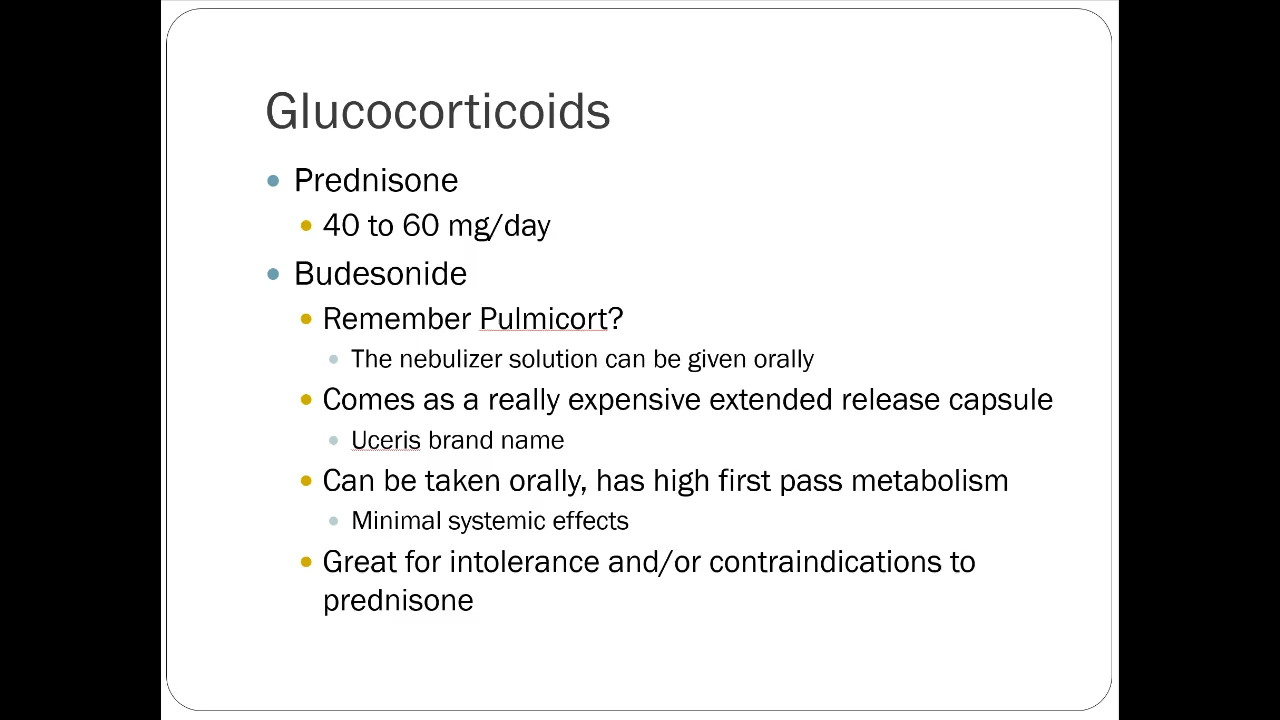 Glucocorticoids
Prednisone
40 to 60 mg/day
Budesonide
Remember Pulmicort?
The nebulizer solution can be given orally
Comes as a really expensive extended release capsule
Uceris brand name
Can be taken orally, has high first pass metabolism
Minimal systemic effects
Great for intolerance and/or contraindications to
prednisone